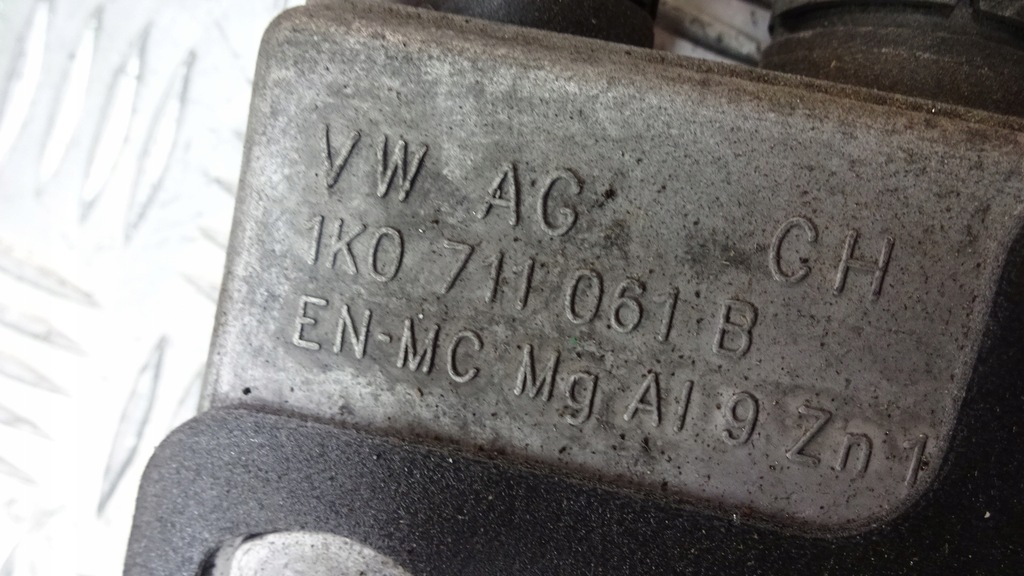 VW AG CH
1K0 711 061 B
EN-MC Mg Al 9 Zn 1